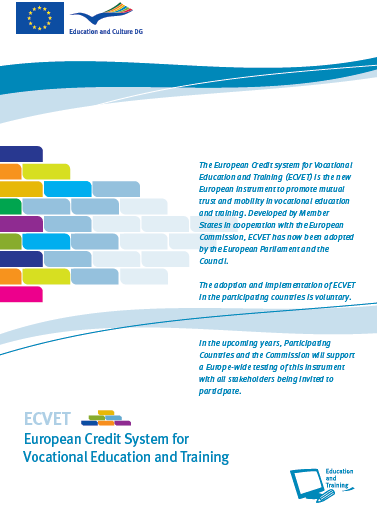 Education and Culture DG
The European Credit system for Vocational
Education and Training (ECVET) is the new
European instrument to promote mutual
trust and mobility in vocational education
and training. Developed by Member
States in cooperation with the European
Commission, ECVET has now been adopted
by the European Parliament and the
Council.
The adoption and implementation of ECVET
in the participating countries is voluntary.
In the upcoming years, Participating
Countries and the Commission will support
a Europe-wide testing of this instrument
with all stakeholders being invited to
participate.
ECVET
European Credit System for
Vocational Education and Training
Education
and
Training